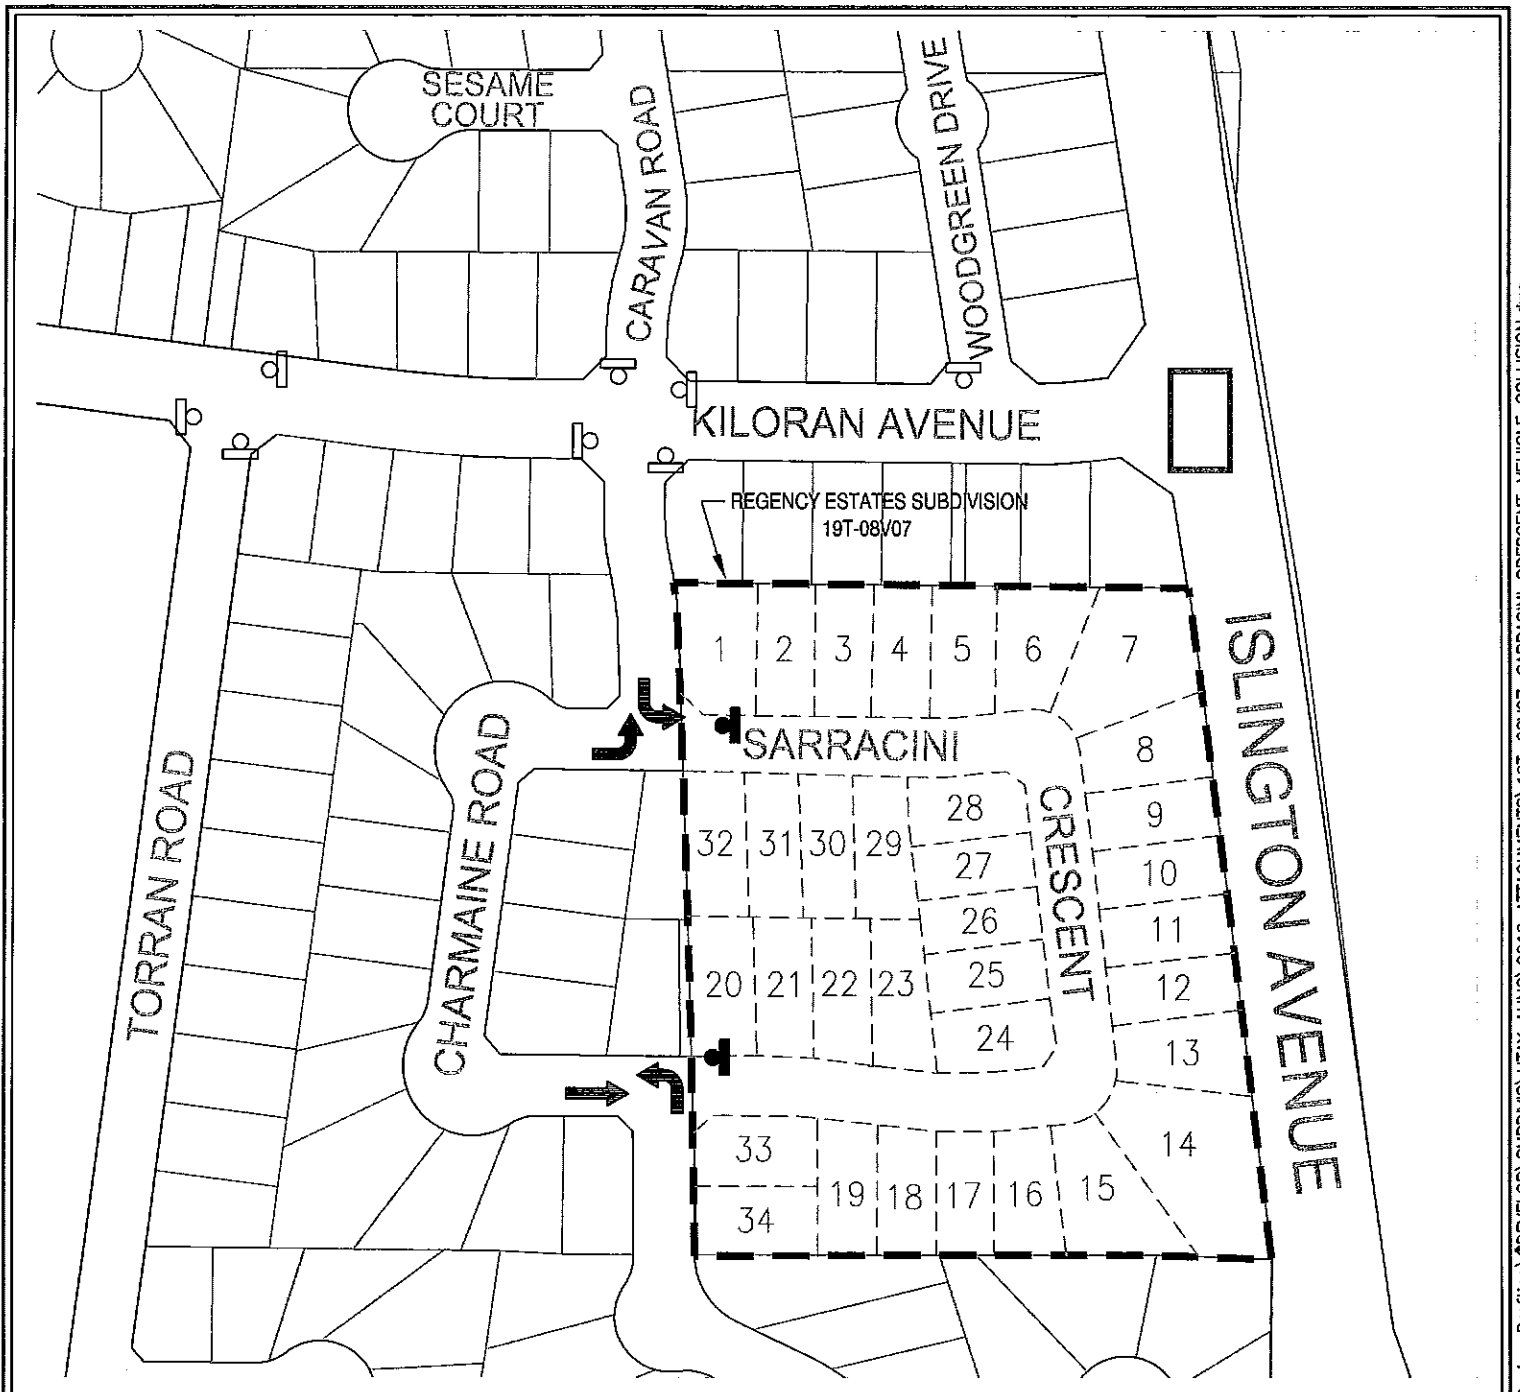 SESAME
COURT
CARAVAN ROAD
WOODGREEN DRIVE
KILORAN AVENUE
REGENCY ESTATES SUBDIVISION
19T-08V07
ISLINGTON AVENUE
1 2 3 4 5 6 7
SARRACINI
CRESCENT
8
9
10
11
12
13
14
32 31 30 29 28
27
26
25
24
20 21 22 23
33
34
19 18 17 16 15
CHARMAINE ROAD
TORRAN ROAD